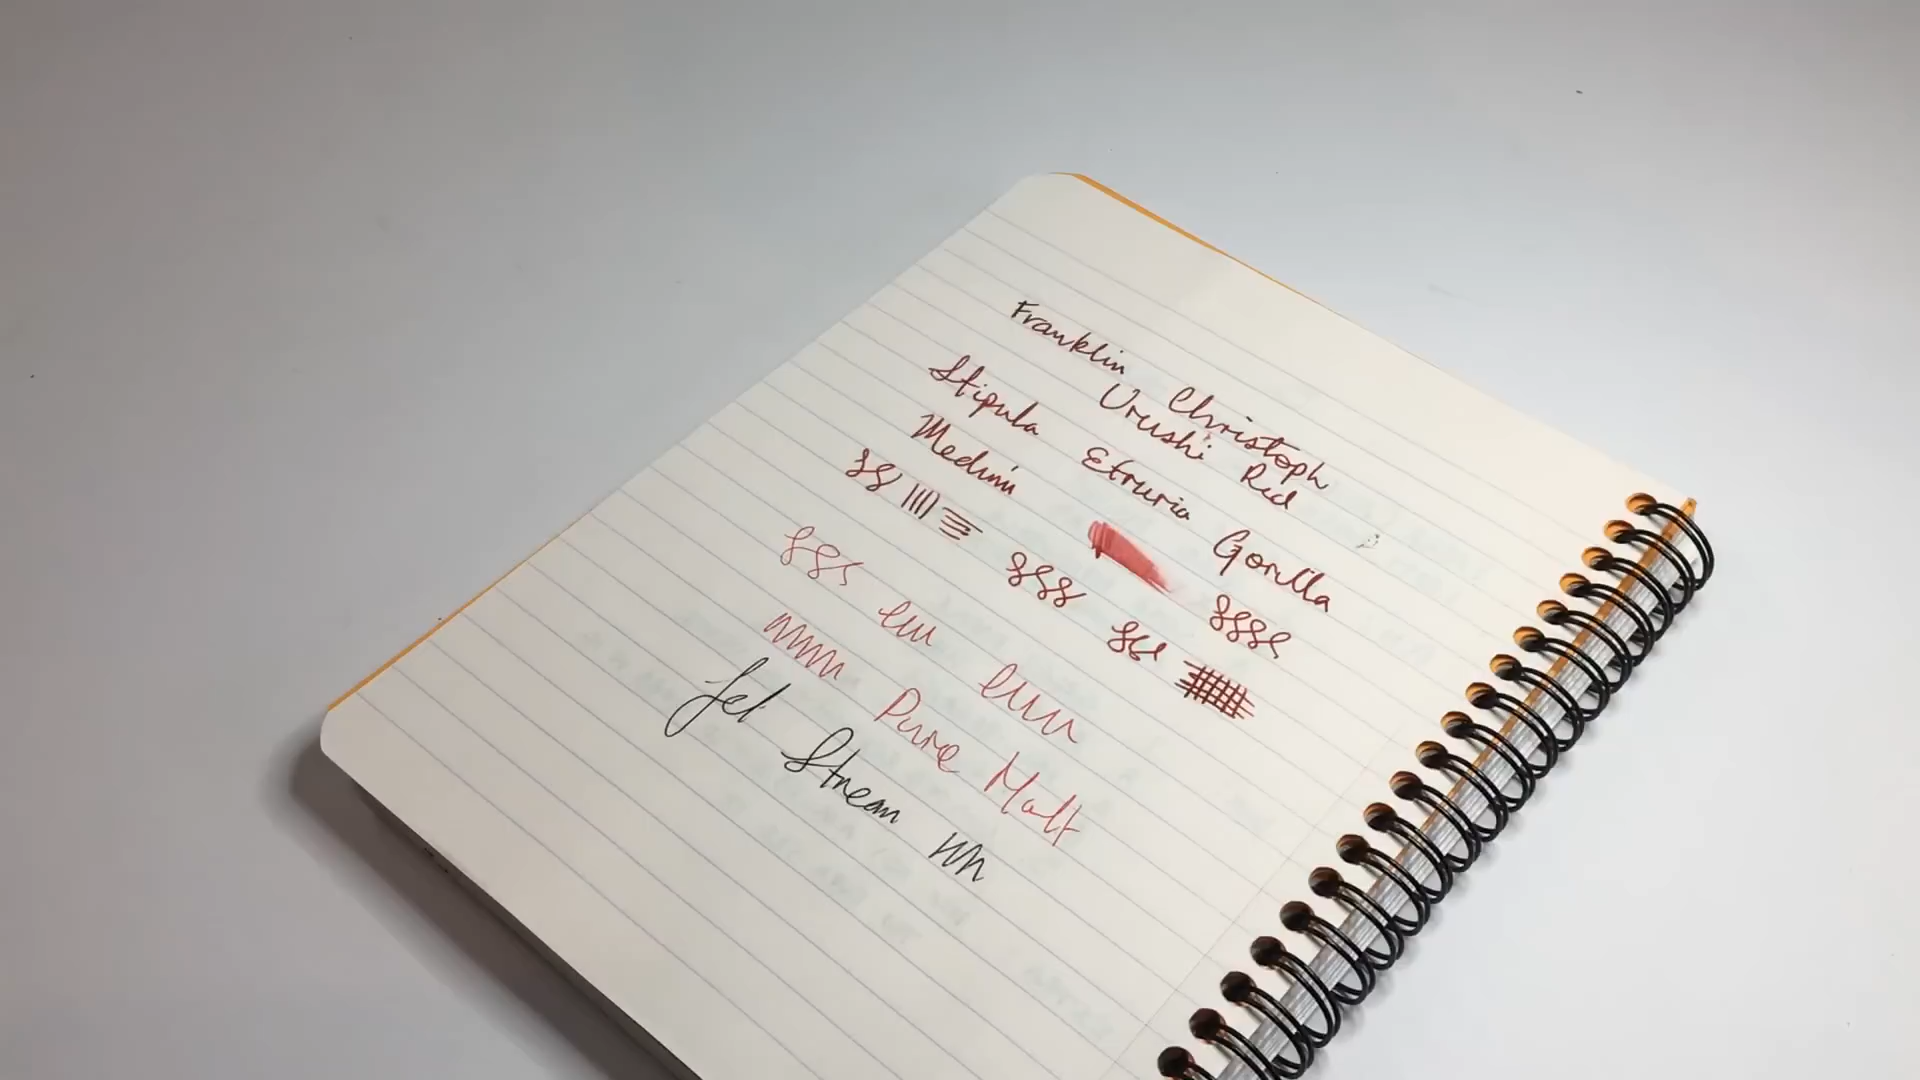 Franklin Christoph
Urushi Red
Stipula Etruria Gorilla
Medium
Pure Malt
Jet Stream